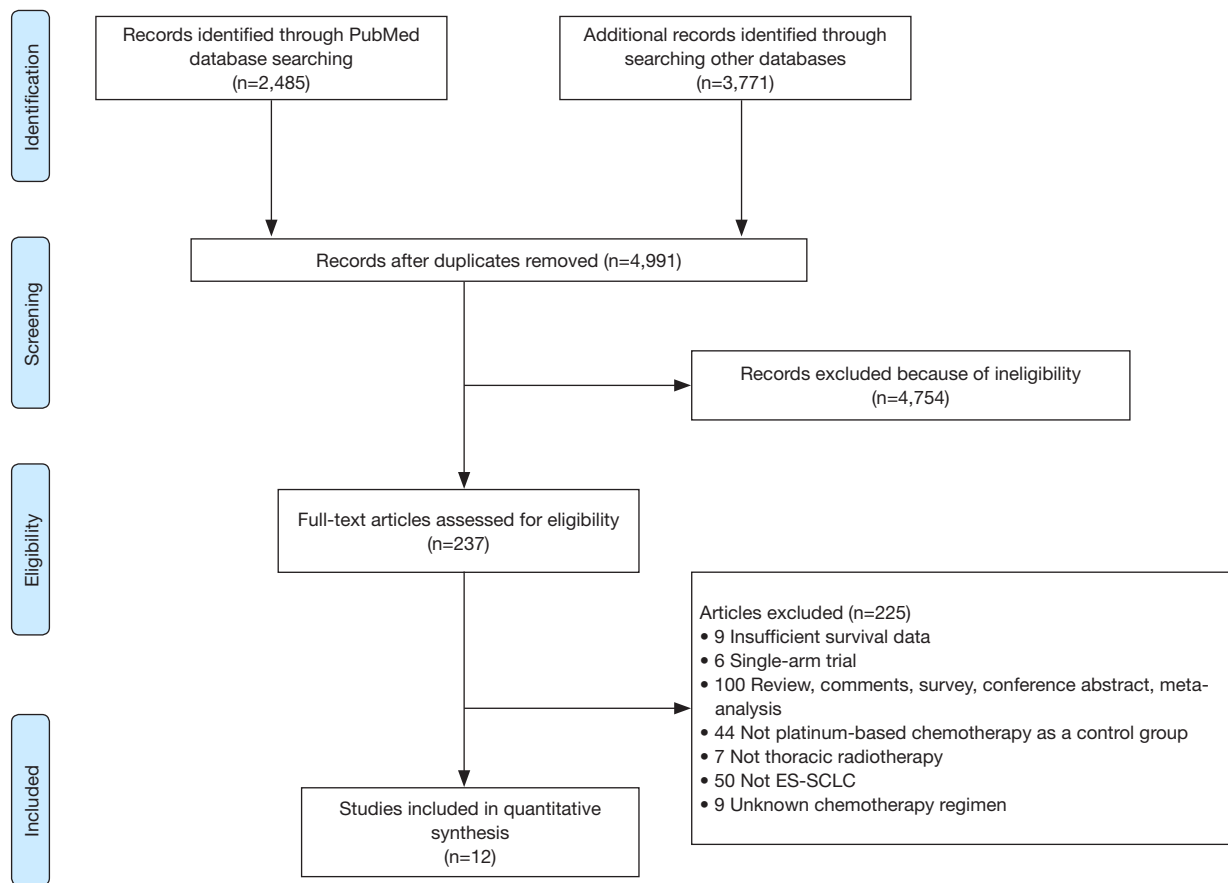 Identification
Records identified through PubMed
database searching
(n=2,485)
Additional records identified through
searching other databases
(n=3,771)
Screening
Records after duplicates removed (n=4,991)
Records excluded because of ineligibility
(n=4,754)
Eligibility
Full-text articles assessed for eligibility
(n=237)
Articles excluded (n=225)
• 9 Insufficient survival data
• 6 Single-arm trial
• 100 Review, comments, survey, conference abstract, meta-
analysis
• 44 Not platinum-based chemotherapy as a control group
• 7 Not thoracic radiotherapy
• 50 Not ES-SCLC
• 9 Unknown chemotherapy regimen
Included
Studies included in quantitative
synthesis
(n=12)